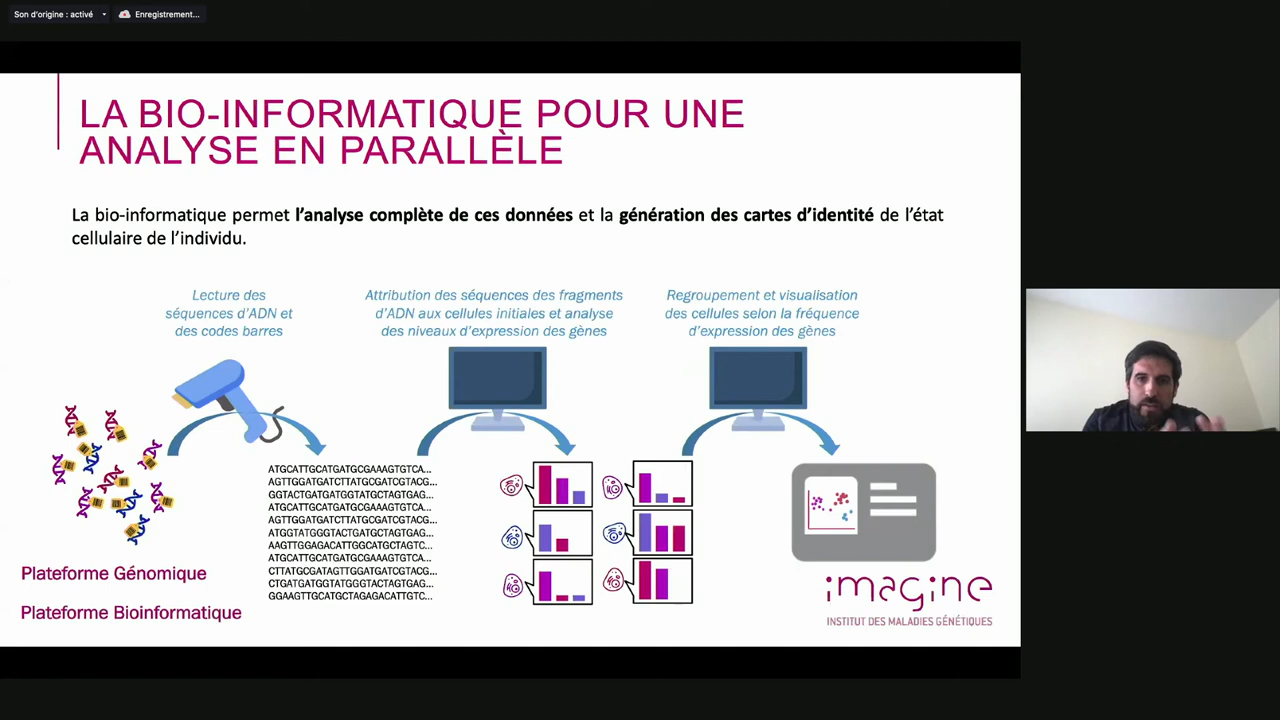 Son d'origine : activé
Enregistrement...
LA BIO-INFORMATIQUE POUR UNE
ANALYSE EN PARALLÈLE
La bio-informatique permet l'analyse complète de ces données et la génération des cartes d'identité de l'état
cellulaire de l'individu.
Lecture des
séquences d'ADN et
des codes barres
Attribution des séquences des fragments
d'ADN aux cellules initiales et analyse
des niveaux d'expression des gènes
Regroupement et visualisation
des cellules selon la fréquence
d'expression des gènes
ATGCATTGCATGATGCGAAAGTGTCA...
AGTTGGATGATCTTATGCGATCGTACG...
GGTACTGATGATGGTATGCTAGTGAG...
ATGCATTGCATGATGCGAAAGTGTCA...
AGTTGGATGATCTTATGCGATCGTACG...
ATGGTATGGGTACTGATGCTAGTGAG...
AAGTTGGAGACATTGGCATGCTAGTC...
ATGCATTGCATGATGCGAAAGTGTCA...
CTTATGCGATAGTTGGATGATCGTACG...
CTGATGATGGTATGGGTACTAGTGAG...
GGAAGTTGCATGCTAGAGACATTGTC...
Plateforme Génomique
Plateforme Bioinformatique
imagine
INSTITUT DES MALADIES GÉNÉTIQUES